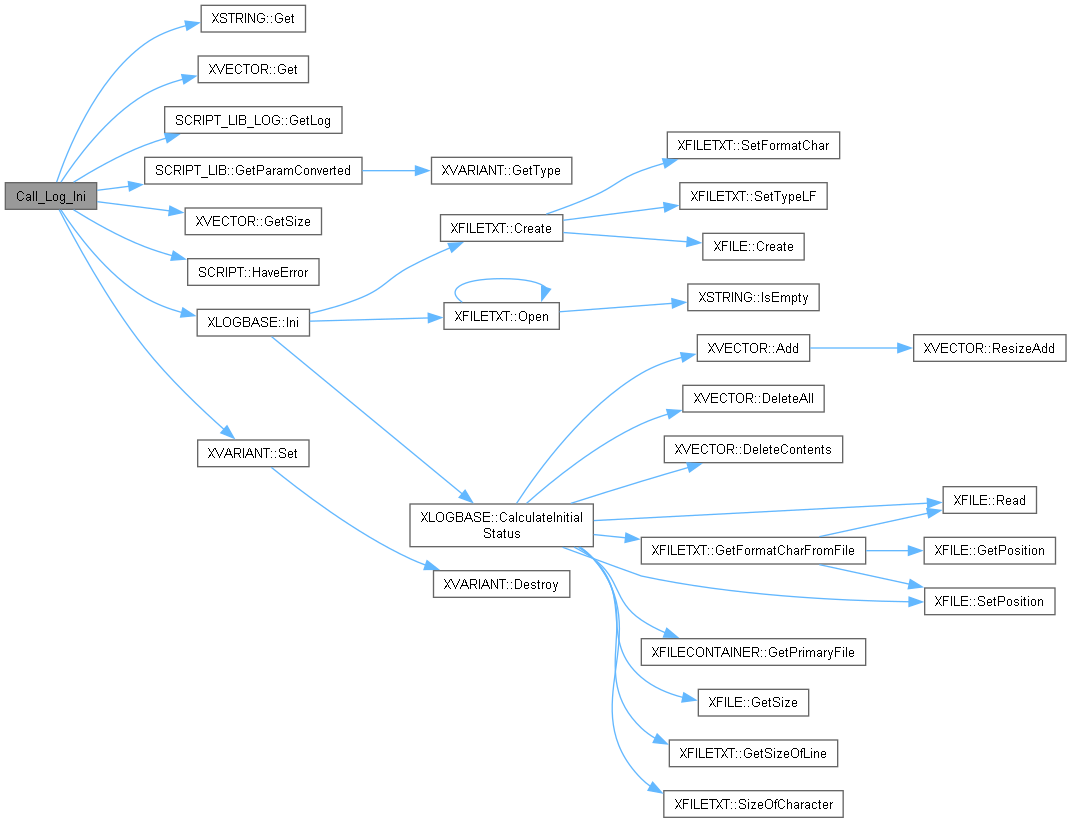 XSTRING::Get
XVECTOR::Get
SCRIPT_LIB_LOG::GetLog
SCRIPT_LIB::GetParamConverted
XVARIANT::GetType
Call_Log_Ini
XVECTOR::GetSize
SCRIPT::HaveError
XLOGBASE::Ini
XVARIANT::Set
XFILETXT::SetFormatChar
XFILETXT::SetTypeLF
XFILETXT::Create
XFILE::Create
XFILETXT::Open
XSTRING::IsEmpty
XVECTOR::Add
XVECTOR::ResizeAdd
XVECTOR::DeleteAll
XVECTOR::DeleteContents
XLOGBASE::CalculateInitial
Status
XFILE::Read
XFILETXT::GetFormatCharFromFile
XFILE::GetPosition
XVARIANT::Destroy
XFILE::SetPosition
XFILECONTAINER::GetPrimaryFile
XFILE::GetSize
XFILETXT::GetSizeOfLine
XFILETXT::SizeOfCharacter